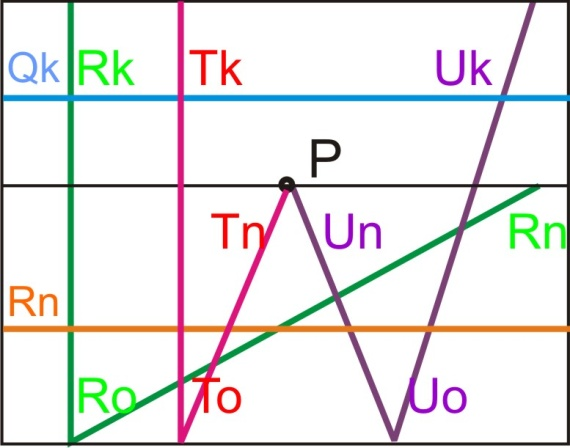 Qk Rk Tk Uk
P
Tn Un Rn
Rn
Ro To Uo